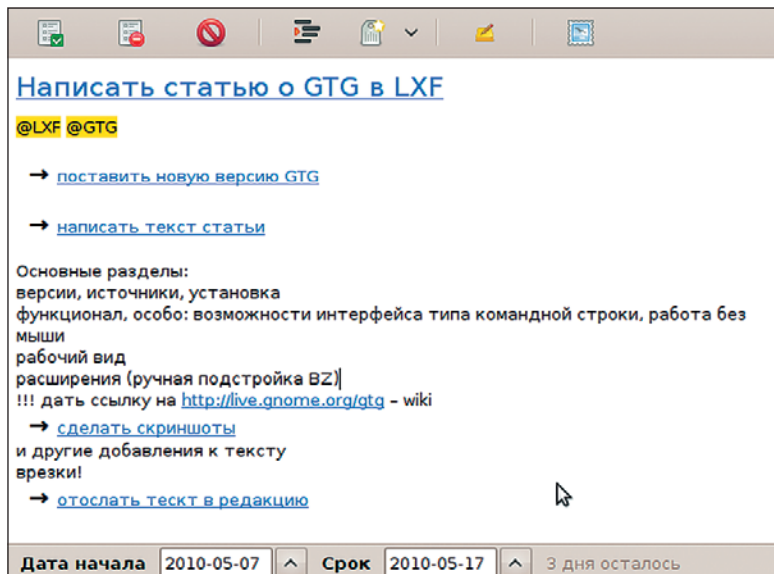 Написать статью о GTG в LXF
@LXF @GTG
→ поставить новую версию GTG
→ написать текст статьи
Основные разделы:
версии, источники, установка
функционал, особо: возможности интерфейса типа командной строки, работа без
мыши
рабочий вид
расширения (ручная подстройка BZ)
!!! дать ссылку на http://live.gnome.org/gtg – wiki
→ сделать скриншоты
и другие добавления к тексту
врезки!
→ отослать тескт в редакцию
Дата начала 2010-05-07 Срок 2010-05-17 3 дня осталось